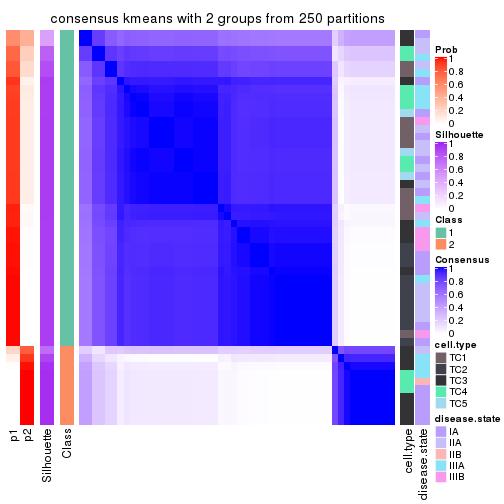 consensus kmeans with 2 groups from 250 partitions
Prob
1
0.8
0.6
0.4
0.2
0
Silhouette
1
0.8
0.6
0.4
0.2
0
Class
1
2
Consensus
1
0.8
0.6
0.4
0.2
0
cell.type
TC1
TC2
TC3
TC4
TC5
disease.state
IA
IIA
IIB
IIIA
IIIB
p1
p2
Silhouette
Class
cell.type
disease.state